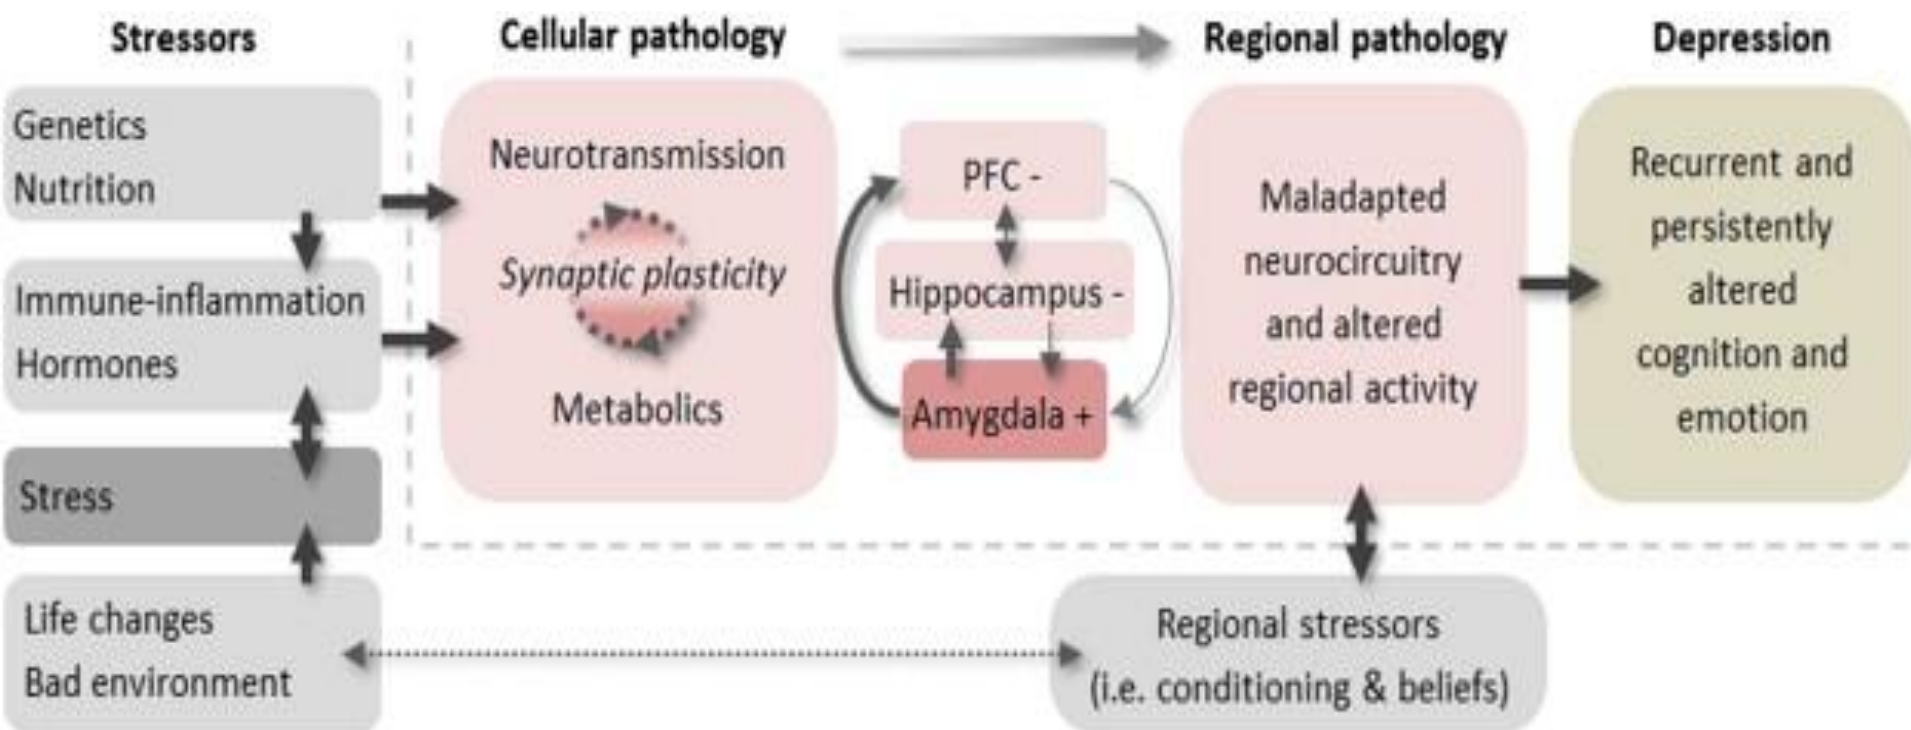 Stressors
Cellular pathology
Regional pathology
Depression
Genetics
Nutrition
Immune-inflammation
Hormones
Stress
Life changes
Bad environment
Neurotransmission
Synaptic plasticity
Metabolics
PFC -
Hippocampus -
Amygdala +
Maladapted
neurocircuitry
and altered
regional activity
Recurrent and
persistently
altered
cognition and
emotion
Regional stressors
(i.e. conditioning & beliefs)